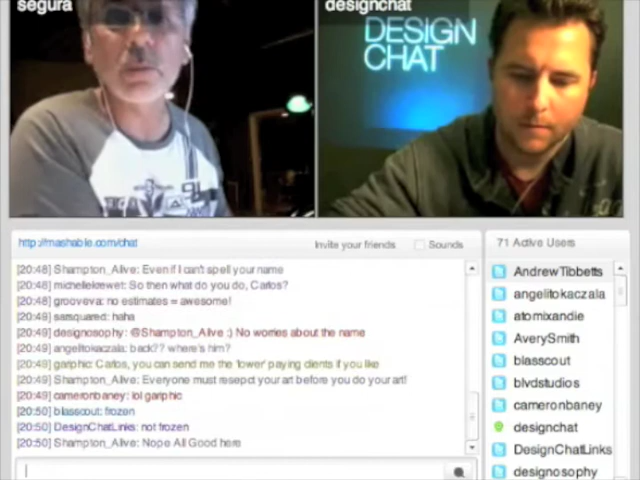 segura
designchat
DESIGN
CHAT
http://mashable.com/chat
Invite your friends
Sounds
71 Active Users
[20:48] Shampton_Alive: Even if I can't spell your name
[20:48] michellekrewet: So then what do you do, Carlos?
[20:48] grooveva: no estimates = awesome!
[20:49] sarsquared: haha
[20:49] designosophy: @Shampton_Alive :) No worries about the name
[20:49] angelitokaczala: back?? where's him?
[20:49] garphic: Carlos, you can send me the 'lower' paying clients if you like
[20:49] Shampton_Alive: Everyone must resepct your art before you do your art!
[20:49] cameronbaney: lol garphic
[20:50] blasscout: frozen
[20:50] DesignChatLinks: not frozen
[20:50] Shampton_Alive: Nope All Good here
AndrewTibbetts
angelitokaczala
atomixandie
AverySmith
blasscout
blvdstudios
cameronbaney
designchat
DesignChatLinks
designosophy